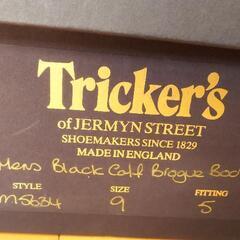 Tricker's
of JERMYN STREET
SHOEMAKERS SINCE 1829
MADE IN ENGLAND
Mens Black Calf Brogue Boot
STYLE SIZE FITTING
M5634 9 5